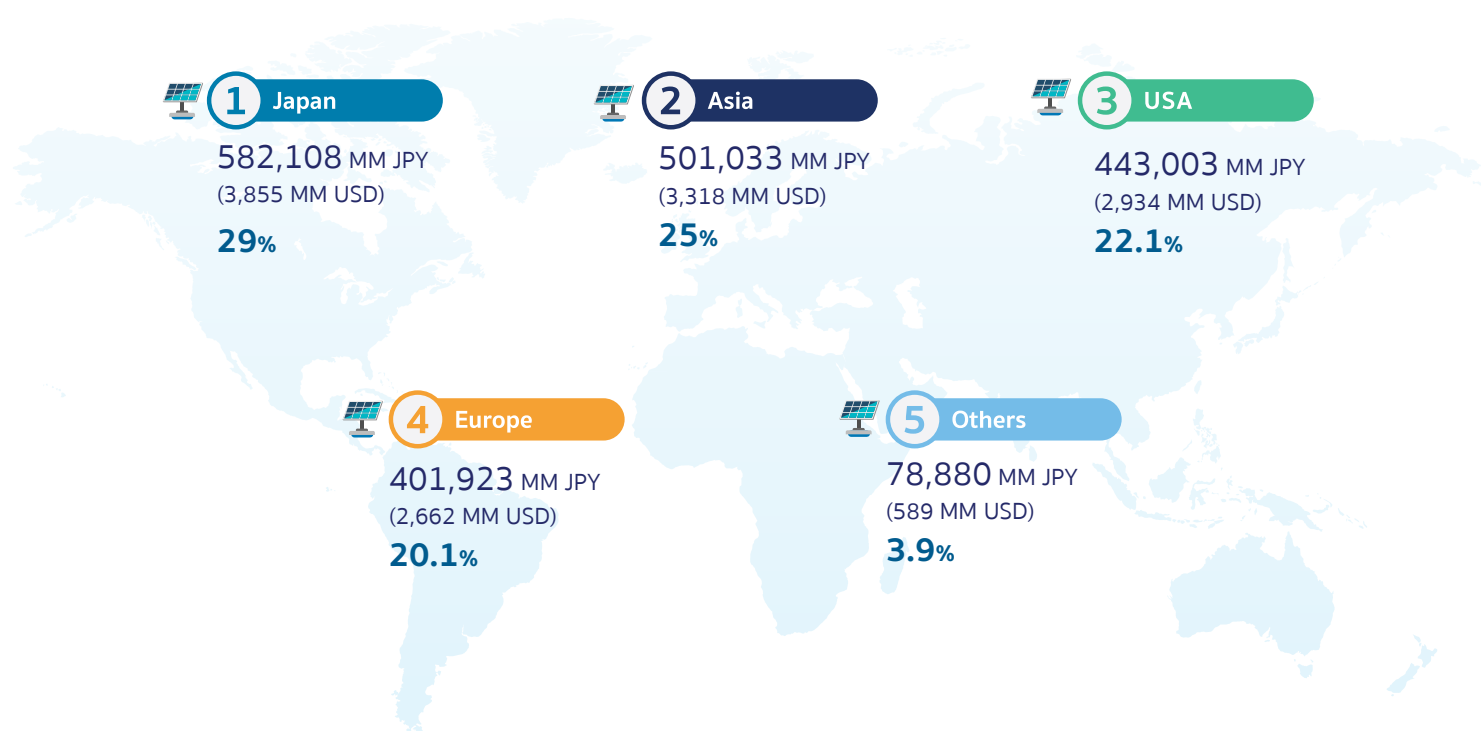 1 Japan
582,108 MM JPY
(3,855 MM USD)
29%
2 Asia
501,033 MM JPY
(3,318 MM USD)
25%
3 USA
443,003 MM JPY
(2,934 MM USD)
22.1%
4 Europe
401,923 MM JPY
(2,662 MM USD)
20.1%
5 Others
78,880 MM JPY
(589 MM USD)
3.9%